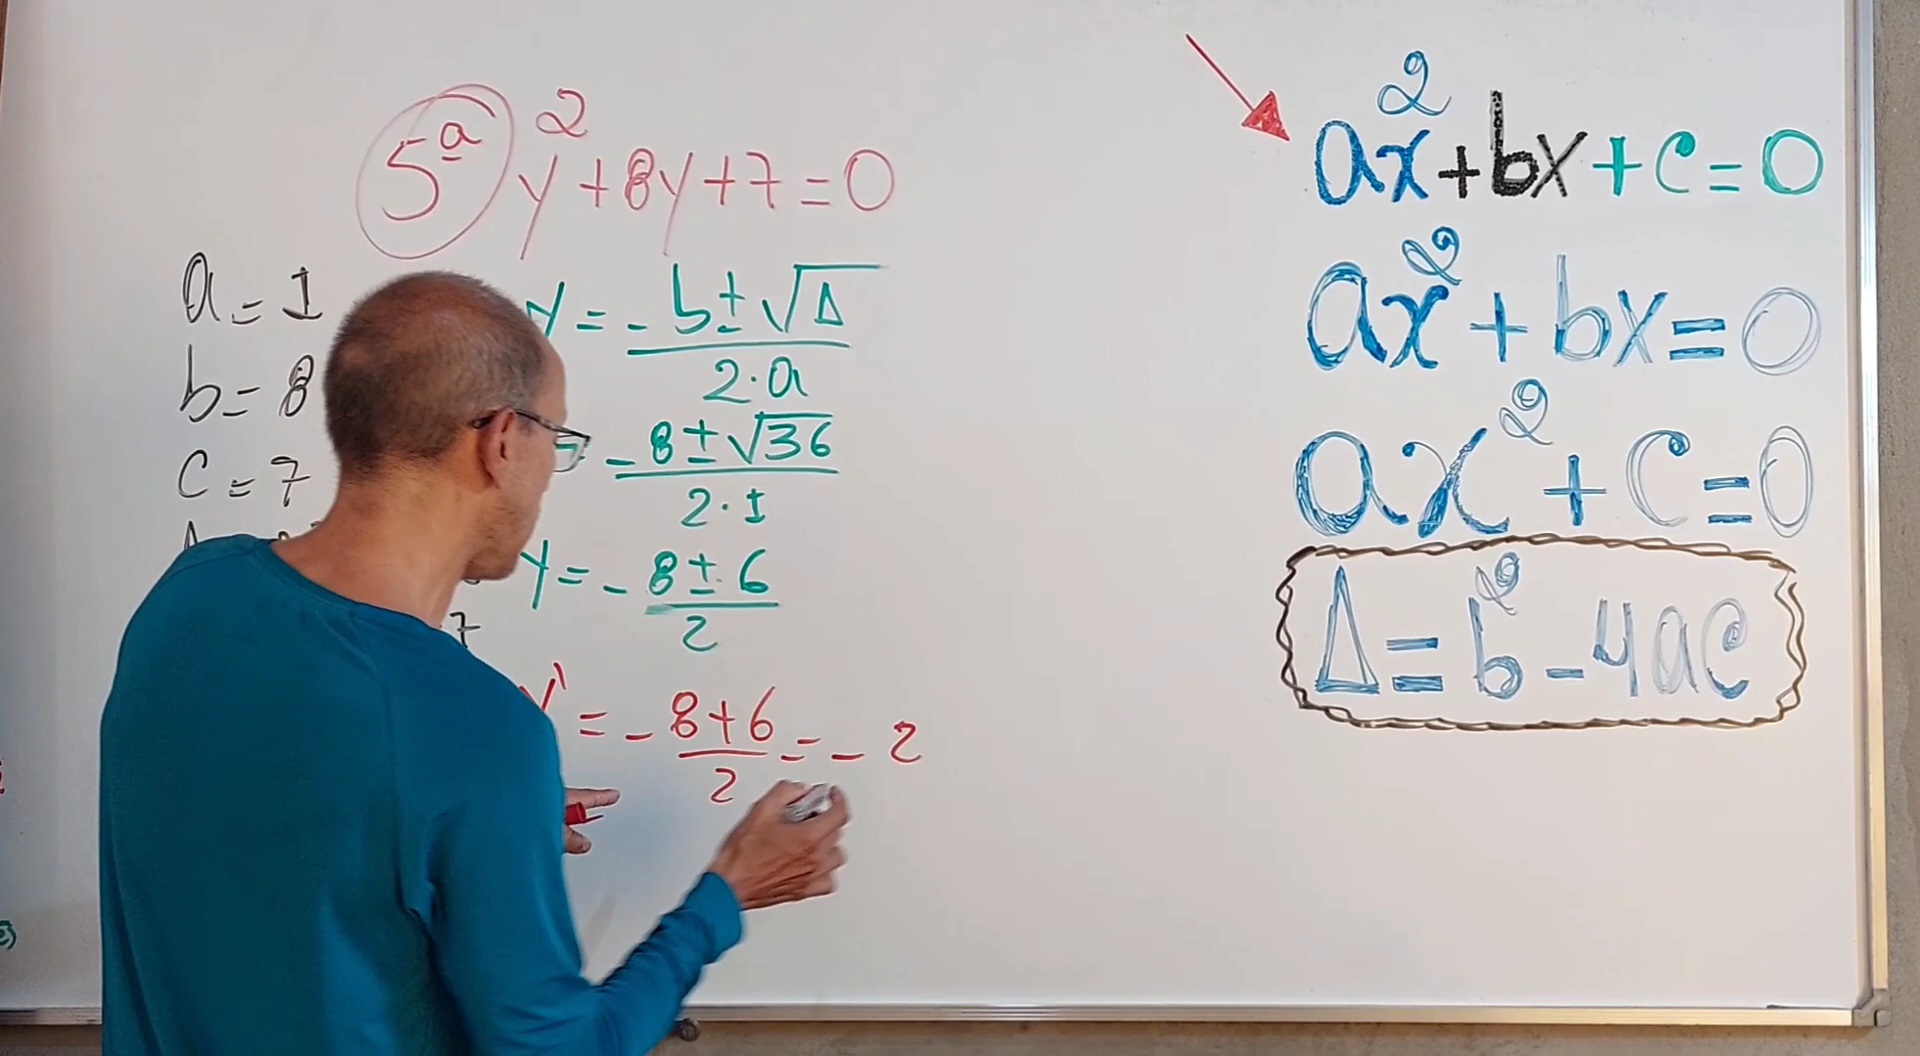 5ª y² + 8y + 7 = 0
a = 1
b = 8
c = 7
7
y = - b ± √Δ / 2 · a
= - 8 ± √36 / 2 · 1
y = - 8 ± 6 / 2
y' = - 8 + 6 / 2 = - 2
ax² + bx + c = 0
ax² + bx = 0
ax² + c = 0
Δ = b² - 4ac